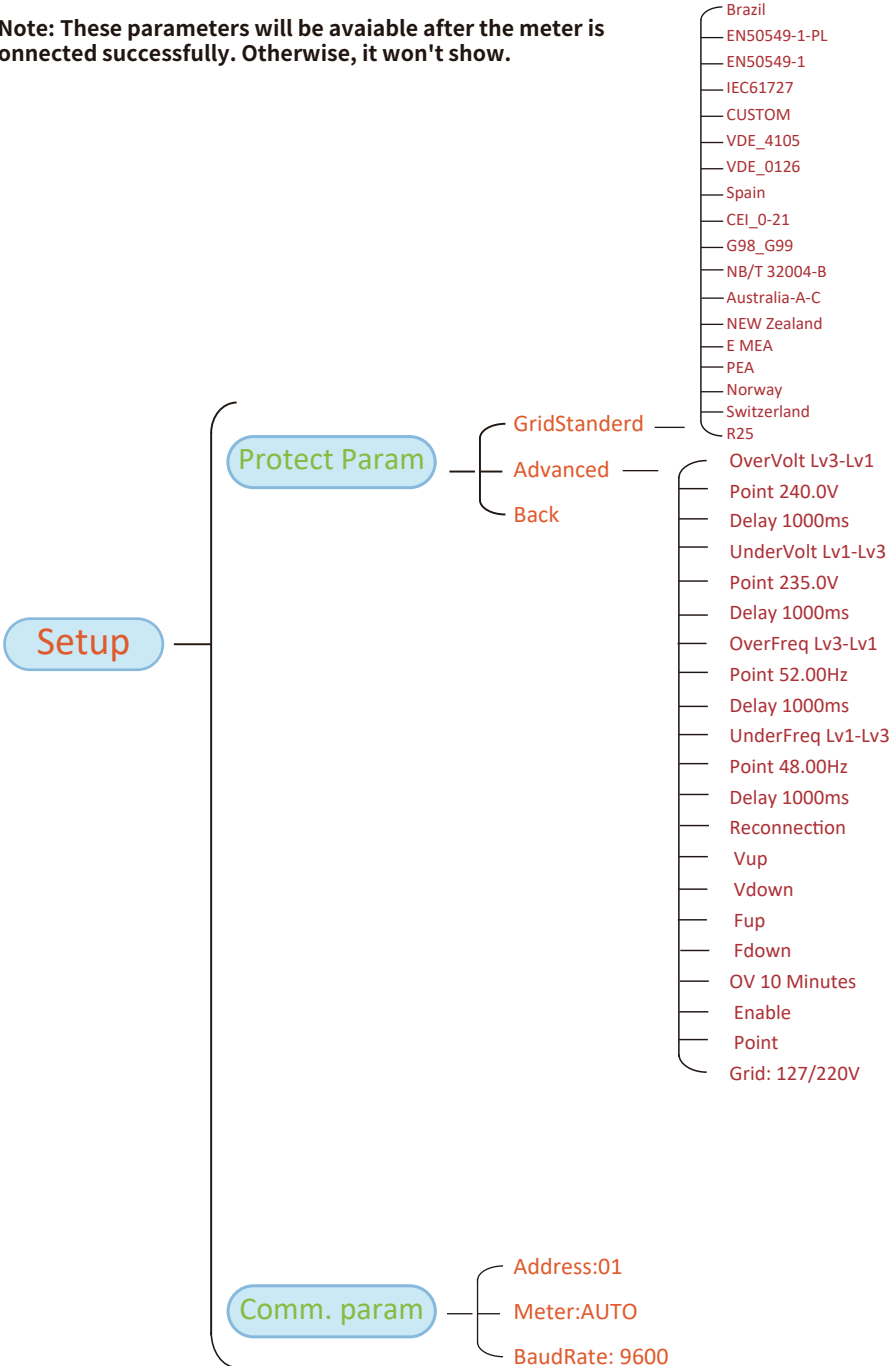 Note: These parameters will be avaiable after the meter is
onnected successfully. Otherwise, it won't show.
Brazil
EN50549-1-PL
EN50549-1
IEC61727
CUSTOM
VDE_4105
VDE_0126
Spain
CEI_0-21
G98_G99
NB/T 32004-B
Australia-A-C
NEW Zealand
E MEA
PEA
Norway
Switzerland
R25
Setup
Protect Param
GridStanderd
Advanced
Back
OverVolt Lv3-Lv1
Point 240.0V
Delay 1000ms
UnderVolt Lv1-Lv3
Point 235.0V
Delay 1000ms
OverFreq Lv3-Lv1
Point 52.00Hz
Delay 1000ms
UnderFreq Lv1-Lv3
Point 48.00Hz
Delay 1000ms
Reconnection
Vup
Vdown
Fup
Fdown
OV 10 Minutes
Enable
Point
Grid: 127/220V
Comm. param
Address:01
Meter:AUTO
BaudRate: 9600